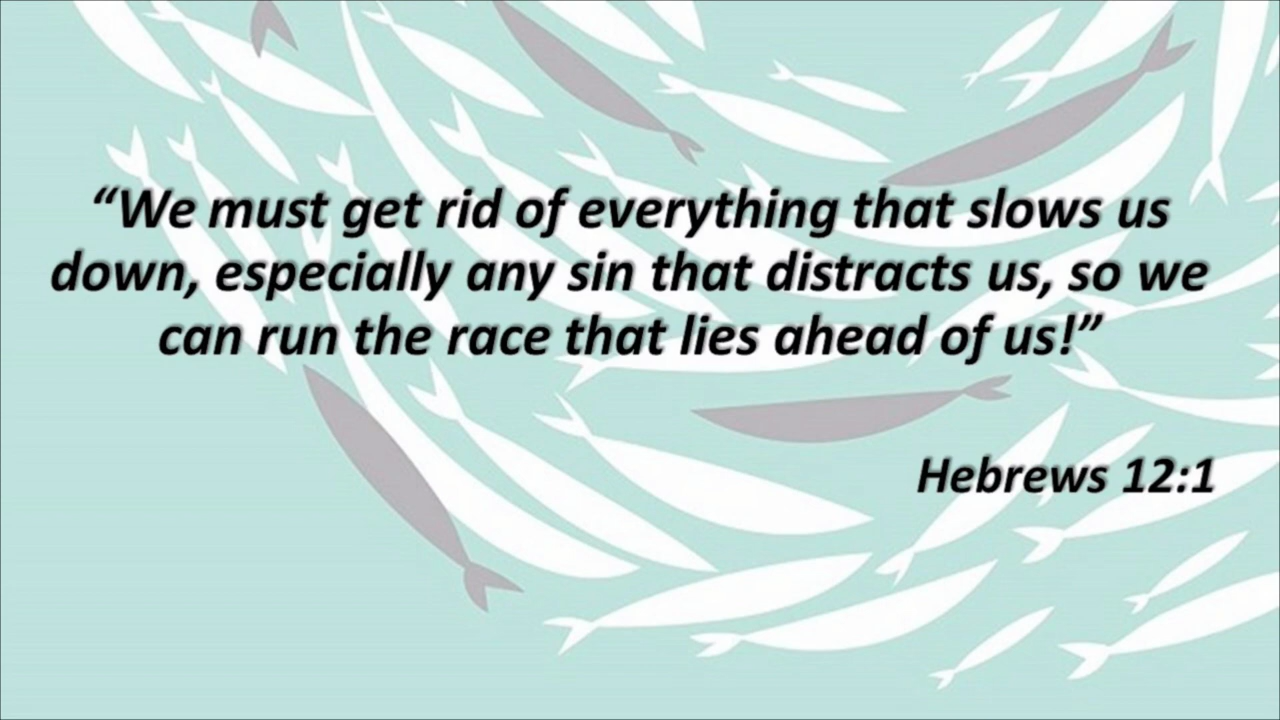 “We must get rid of everything that slows us
down, especially any sin that distracts us, so we
can run the race that lies ahead of us!”
Hebrews 12:1